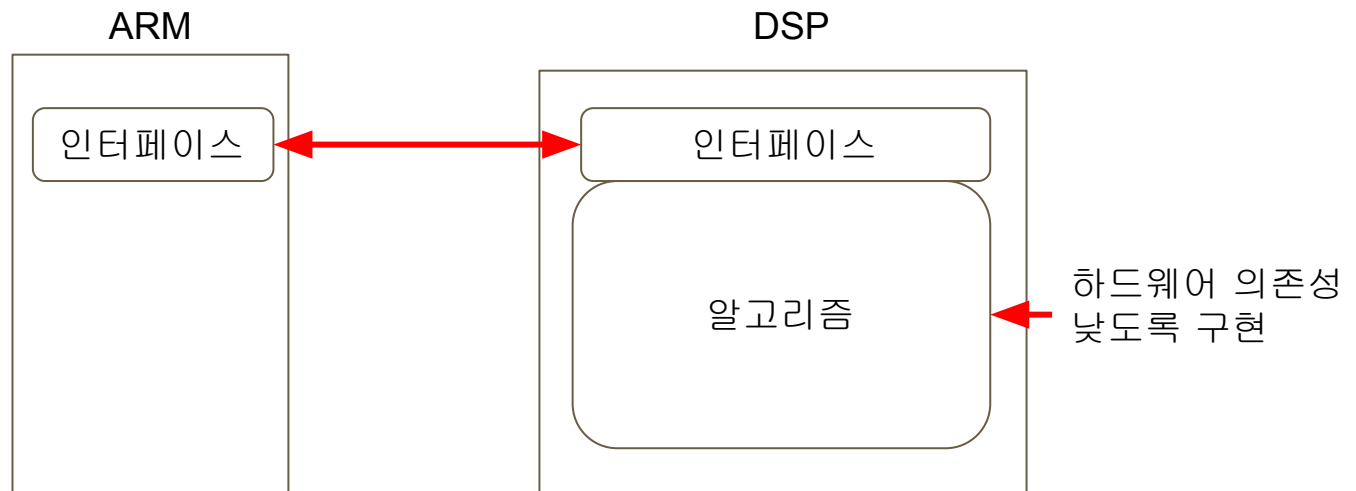 ARM
DSP
인터페이스
인터페이스
알고리즘
하드웨어 의존성
낮도록 구현